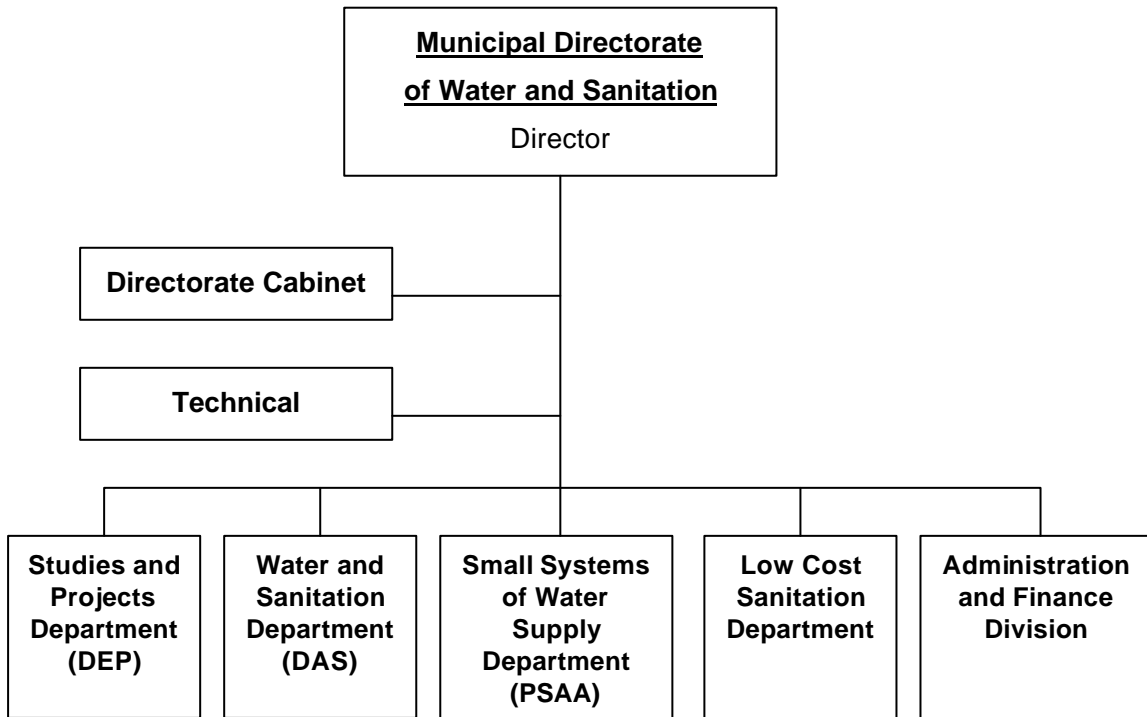 Municipal Directorate
of Water and Sanitation
Director
Directorate Cabinet
Technical
Studies and
Projects
Department
(DEP)
Water and
Sanitation
Department
(DAS)
Small Systems
of Water
Supply
Department
(PSAA)
Low Cost
Sanitation
Department
Administration
and Finance
Division